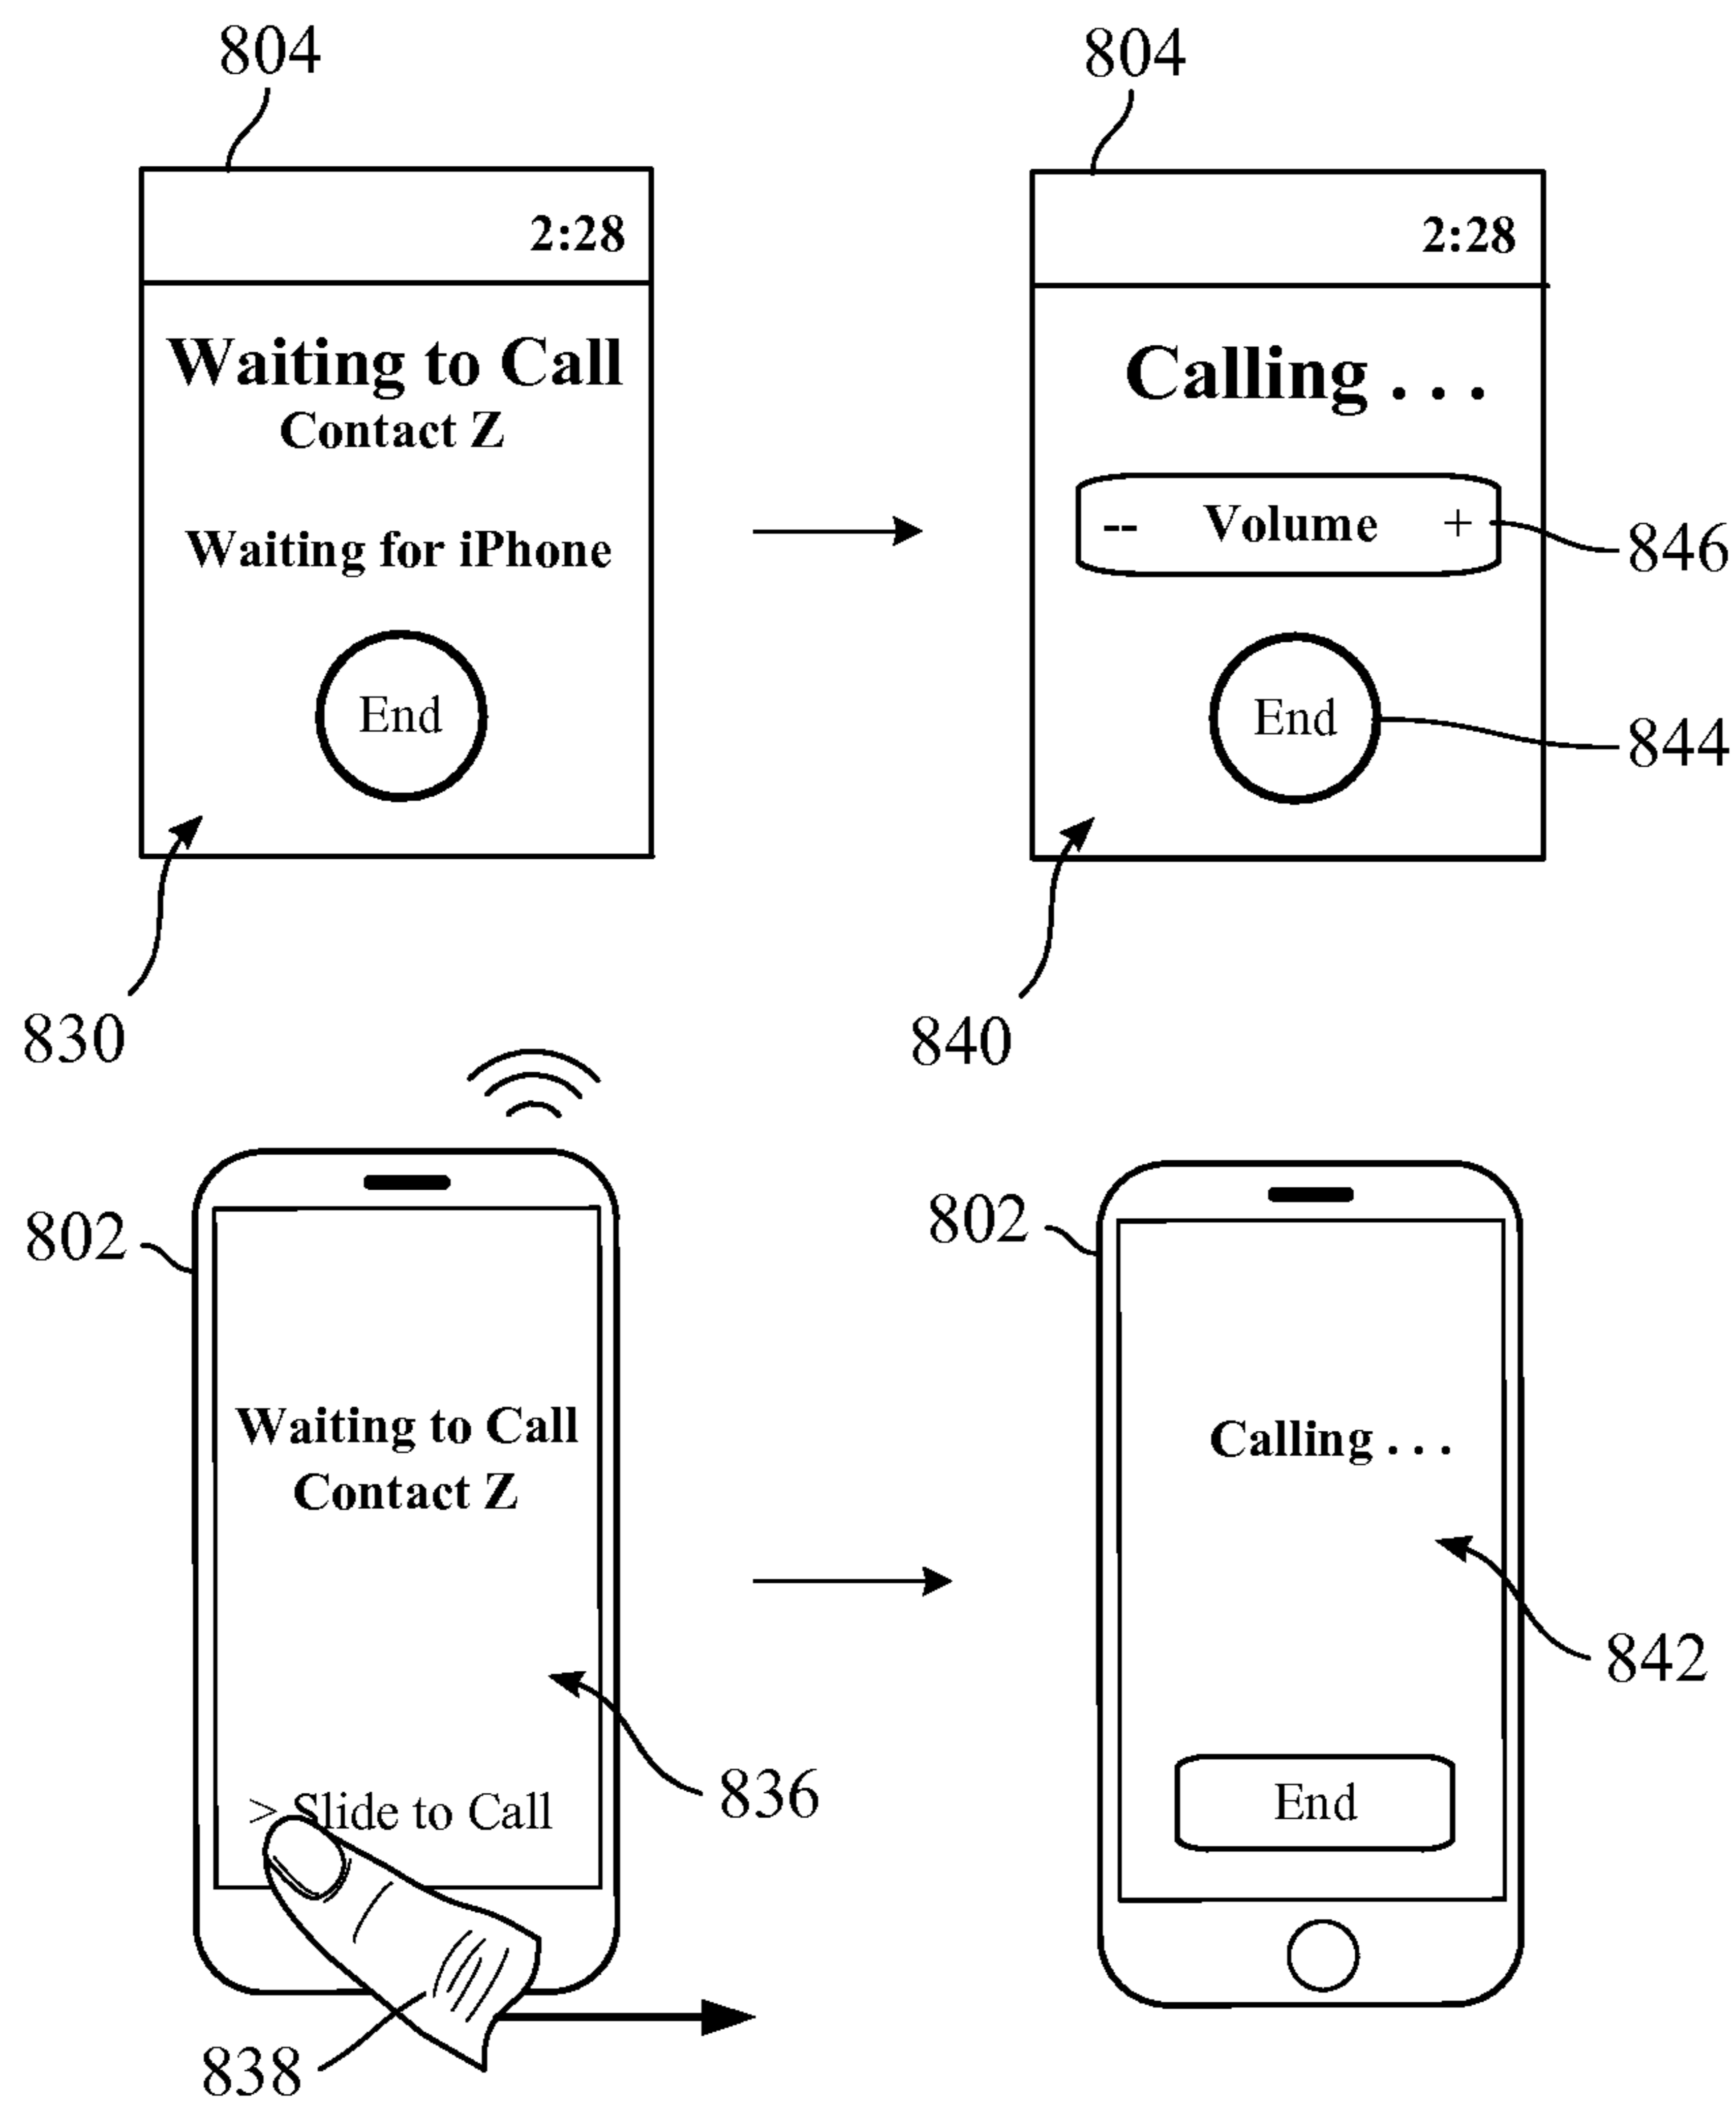 804
804
2:28
2:28
Waiting to Call
Contact Z
Waiting for iPhone
End
Calling . . .
-- Volume +
End
846
844
830
840
802
802
Waiting to Call
Contact Z
> Slide to Call
836
838
Calling . . .
842
End